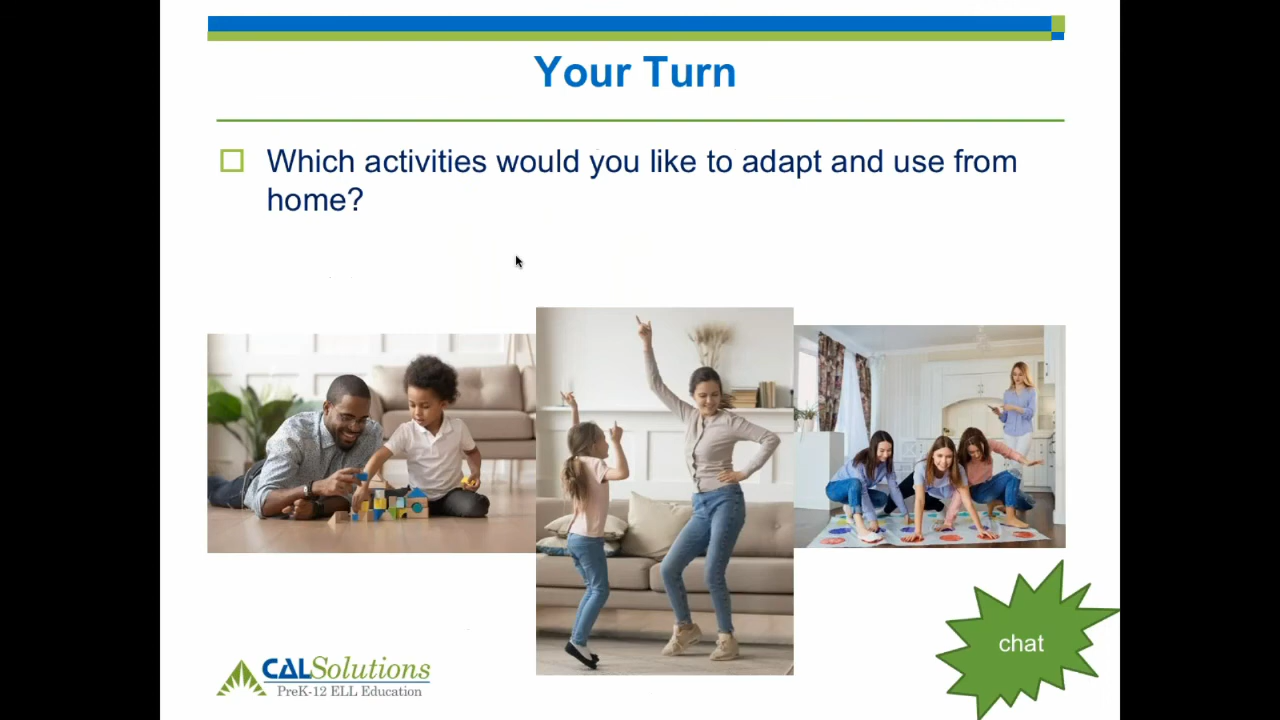 Your Turn
Which activities would you like to adapt and use from
home?
chat
CALSolutions
PreK-12 ELL Education